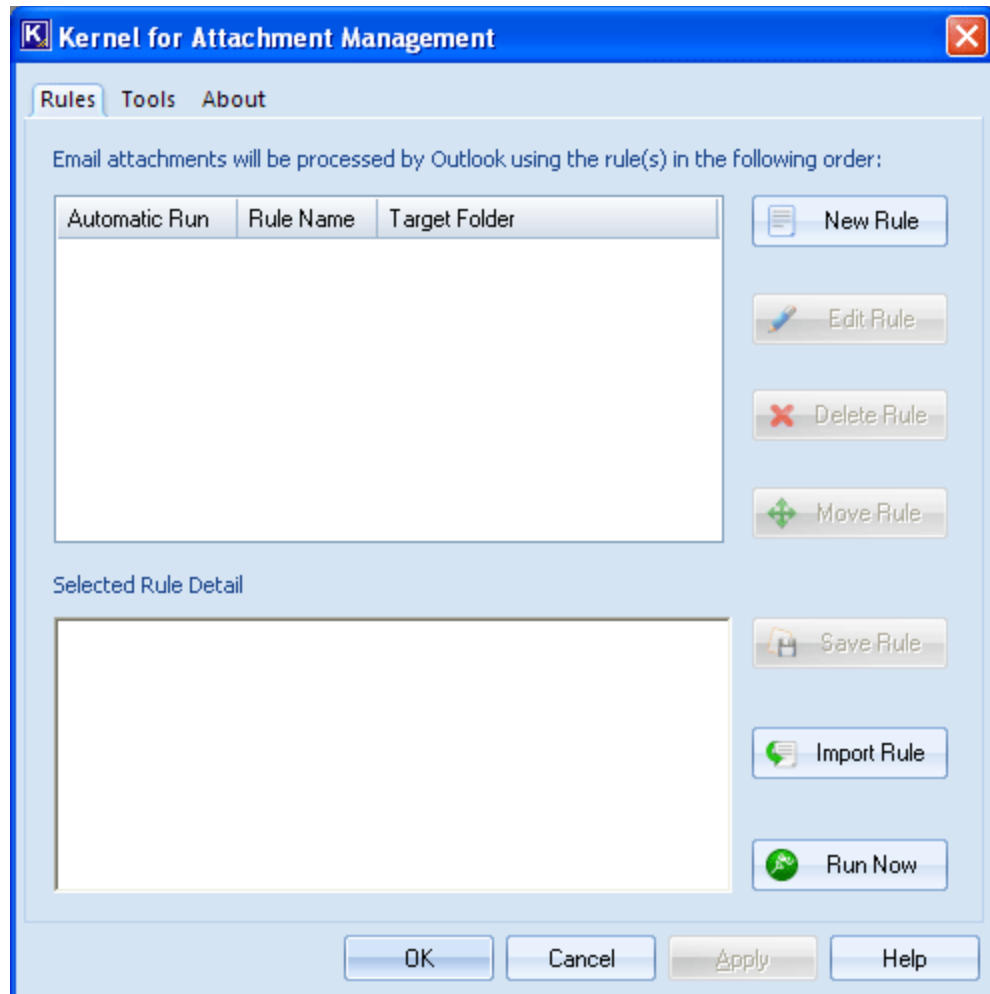 Kernel for Attachment Management
Rules Tools About
Email attachments will be processed by Outlook using the rule(s) in the following order:
Automatic Run Rule Name Target Folder
New Rule
Edit Rule
Delete Rule
Move Rule
Selected Rule Detail
Save Rule
Import Rule
Run Now
OK Cancel Apply Help